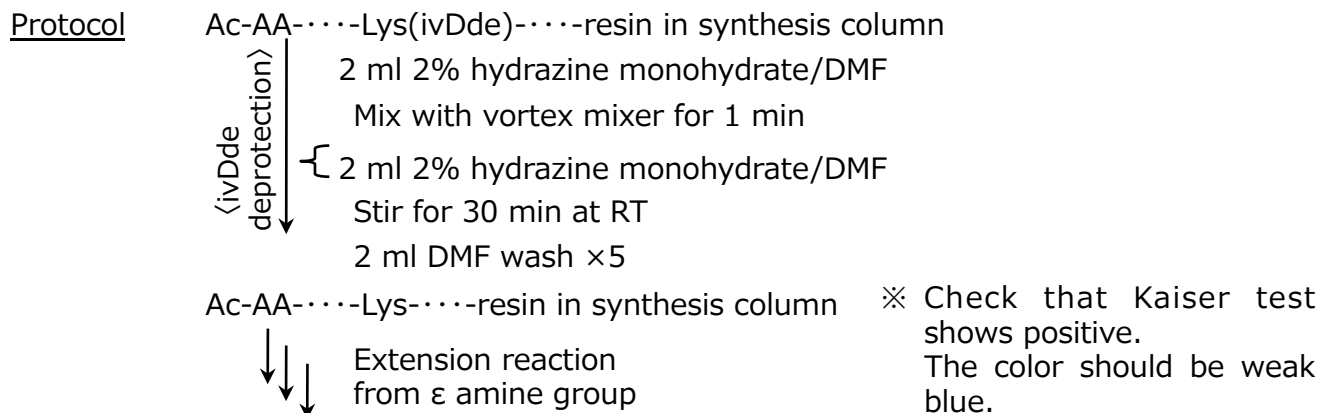 Protocol Ac-AA-····-Lys(ivDde)-····-resin in synthesis column
〈ivDde
deprotection〉
2 ml 2% hydrazine monohydrate/DMF
Mix with vortex mixer for 1 min
2 ml 2% hydrazine monohydrate/DMF
Stir for 30 min at RT
2 ml DMF wash ×5
Ac-AA-····-Lys-····-resin in synthesis column
※ Check that Kaiser test
shows positive.
The color should be weak
blue.
Extension reaction
from ε amine group